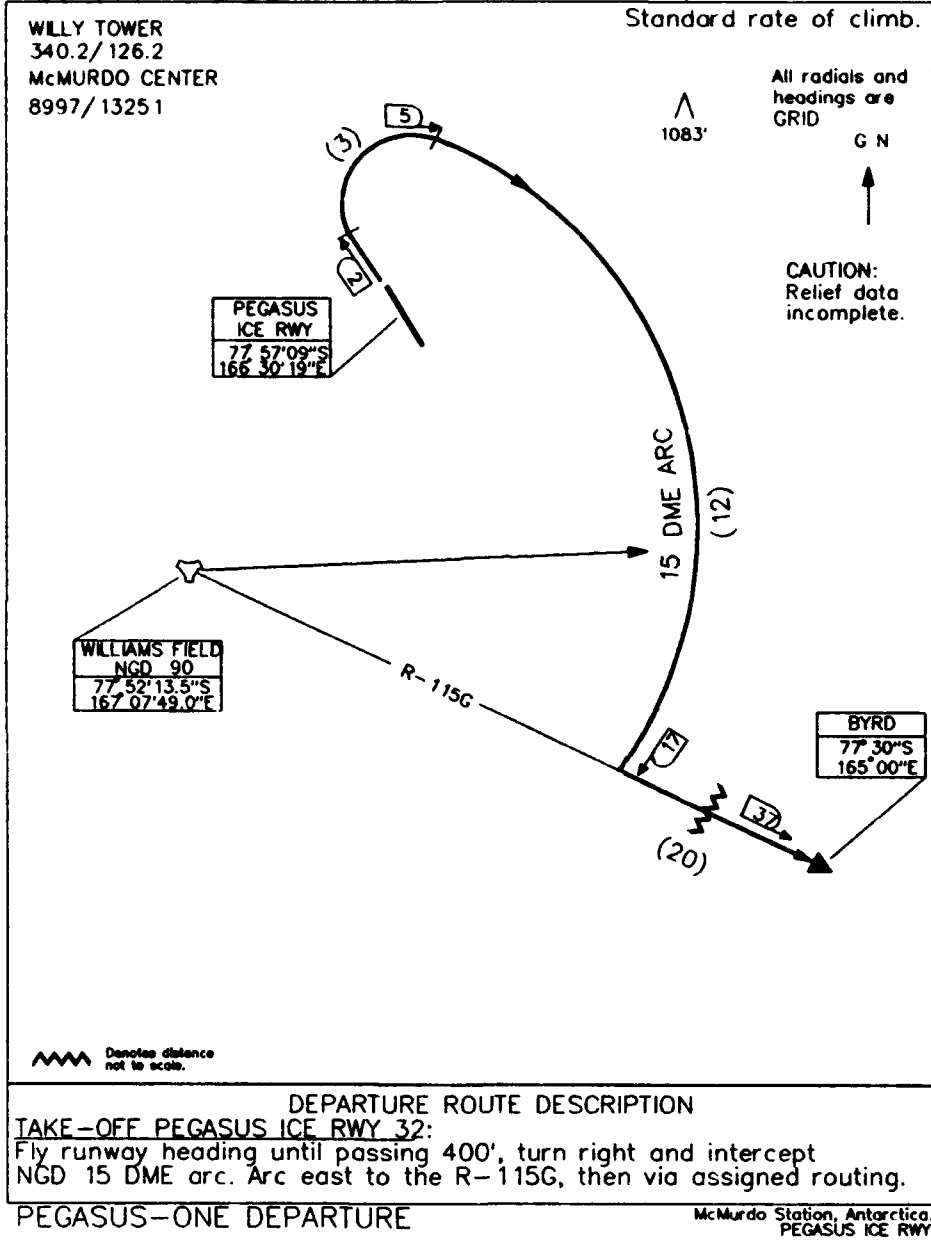 WILLY TOWER
340.2/126.2
McMURDO CENTER
8997/13251
Standard rate of climb.
All radials and
headings are
GRID
G N
1083'
CAUTION:
Relief data
incomplete.
5
(3)
2
PEGASUS
ICE RWY
77° 57'09"S
166° 30'19"E
15 DME ARC
(12)
WILLIAMS FIELD
NGD 90
77° 52'13.5"S
167° 07'49.0"E
R-115G
17
BYRD
77° 30"S
165° 00"E
37
(20)
Denotes distance
not to scale.
DEPARTURE ROUTE DESCRIPTION
TAKE-OFF PEGASUS ICE RWY 32:
Fly runway heading until passing 400', turn right and intercept
NGD 15 DME arc. Arc east to the R-115G, then via assigned routing.
PEGASUS-ONE DEPARTURE
McMurdo Station, Antarctica.
PEGASUS ICE RWY